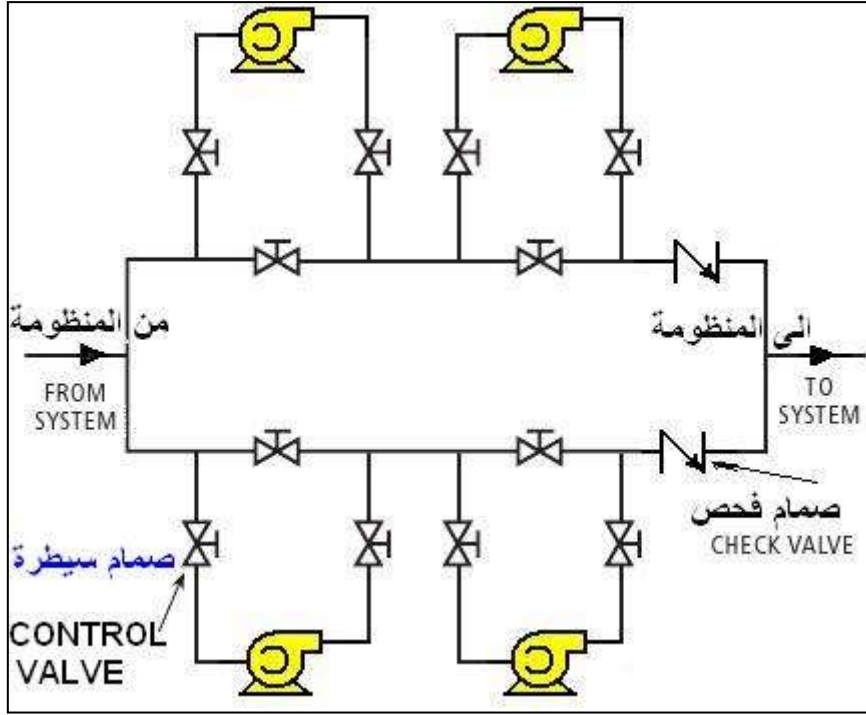 من المنظومة
FROM
SYSTEM
الى المنظومة
TO
SYSTEM
صمام فحص
CHECK VALVE
صمام سيطرة
CONTROL
VALVE